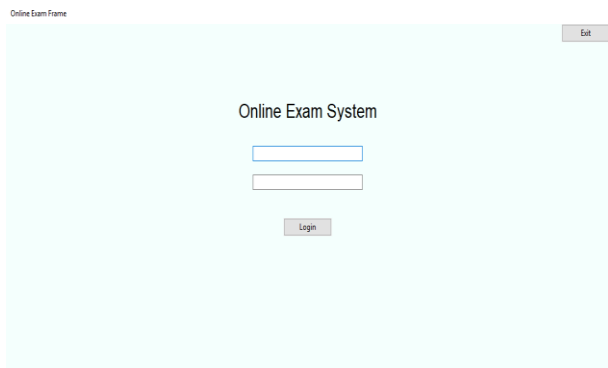 Online Exam Frame
Exit
Online Exam System
Login